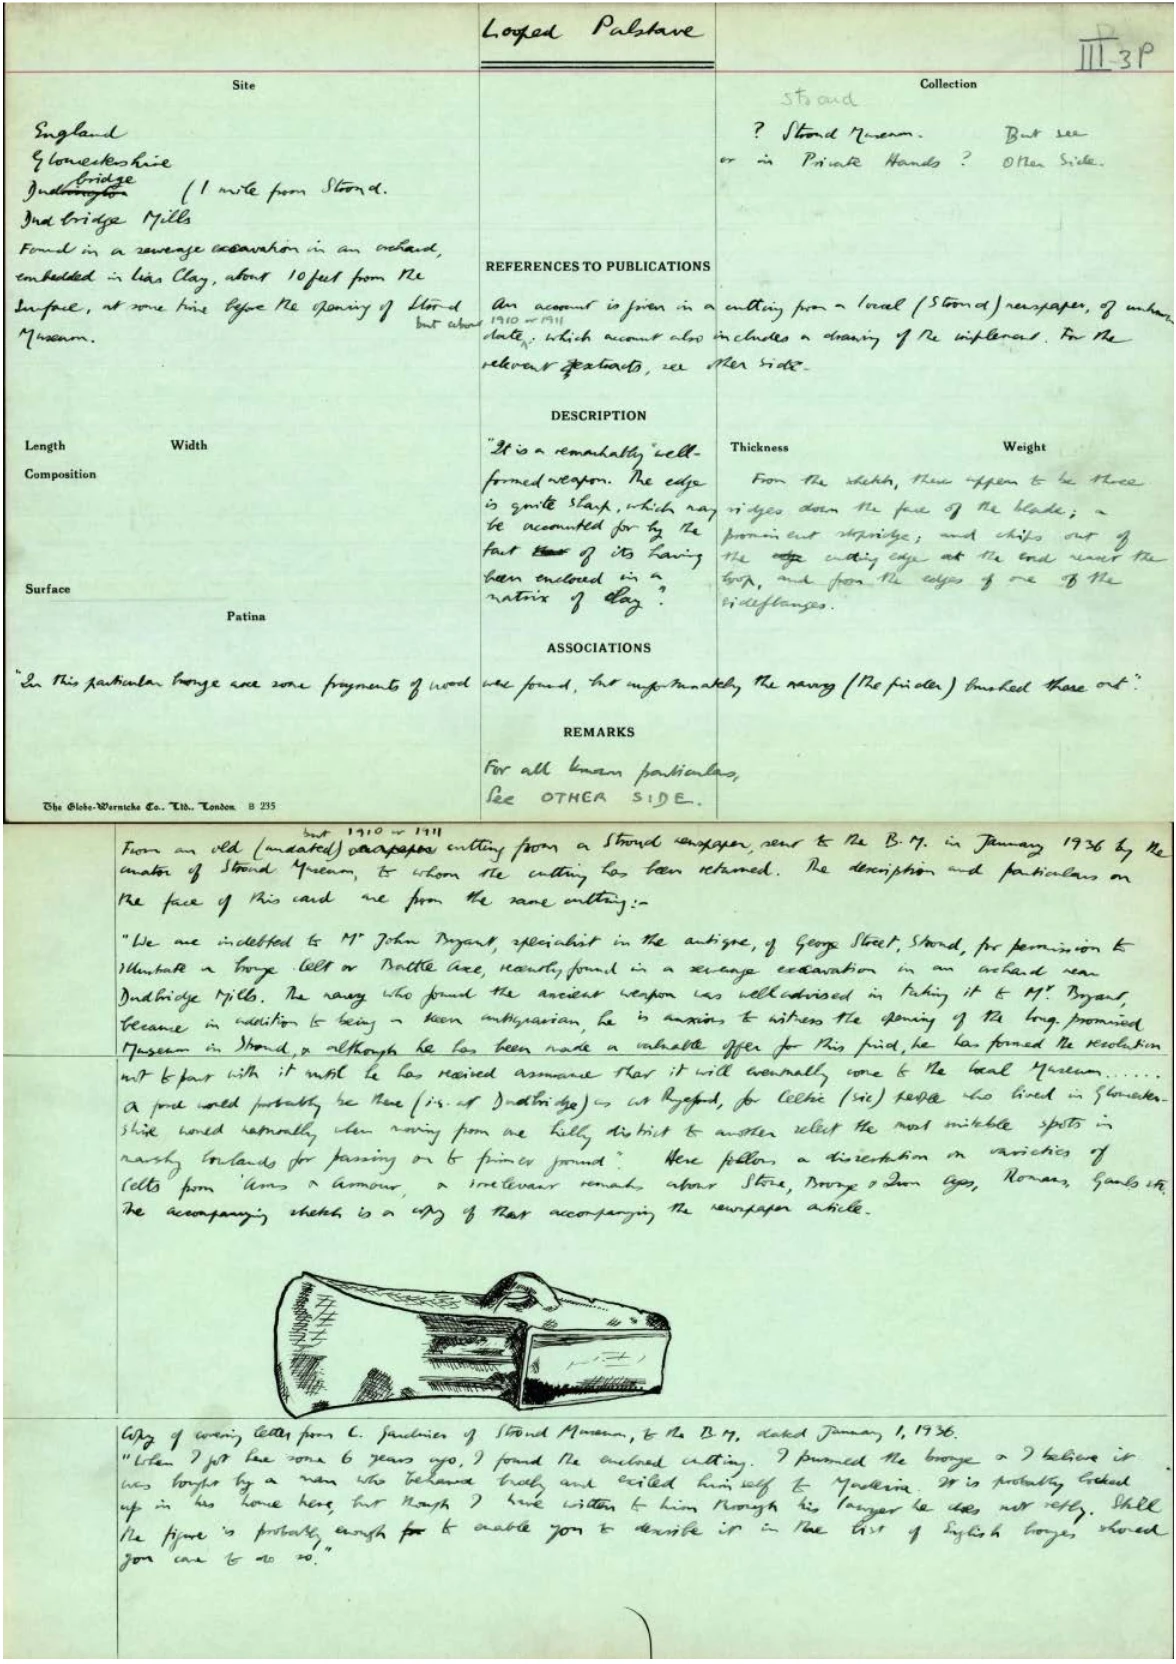 Looped Palstave
III 3P
Site
England
Gloucestershire
bridge
Dudbrington (1 mile from Stroud.
Dudbridge Mills
Found in a sewerage excavation in an orchard,
embedded in Lias Clay, about 10 feet from the
Surface, at some time before the opening of Stroud
Museum.
Collection
Stroud
? Stroud Museum. But see
or in Private Hands? Other Side.
REFERENCES TO PUBLICATIONS
An account is given in a cutting from a local (Stroud) newspaper, of unknown
but about 1910 or 1911
date; which account also includes a drawing of the implement. For the
relevant extracts, see other side.
DESCRIPTION
Length Width
Composition
Surface
Patina
"It is a remarkably well-
formed weapon. The edge
is quite sharp, which may
be accounted for by the
fact of its having
been enclosed in a
matrix of clay".
Thickness Weight
From the sketch, there appear to be three
ridges down the face of the blade; a
prominent stopridge; and chips out of
the edge cutting edge at the end nearer the
loop, and from the edges of one of the
sideflanges.
ASSOCIATIONS
"In this particular bronge axe some fragments of wood were found, but unfortunately the navvy (the finder) brushed these out".
REMARKS
For all known particulars,
See OTHER SIDE.
The Globe-Wernicke Co., Ltd., London. B 235
but 1910 or 1911
From an old (undated) newspaper cutting from a Stroud newspaper, sent to the B.M. in January 1936 by the
curator of Stroud Museum, to whom the cutting has been returned. The description and particulars on
the face of this card are from the same cutting:-
"We are indebted to Mr John Bryant, specialist in the antique, of George Street, Stroud, for permission to
illustrate a bronge Celt or Battle Axe, recently found in a sewerage excavation in an orchard near
Dudbridge Mills. The navvy who found the ancient weapon was well advised in taking it to Mr. Bryant,
because in addition to being a keen antiquarian, he is anxious to witness the opening of the long-promised
Museum in Stroud, & although he has been made a valuable offer for this find, he has formed the resolution
not to part with it until he has received assurance that it will eventually come to the local Museum......
A ford would probably be there (i.e. at Dudbridge) as at Ryeford, for Celtic (sic) people who lived in Gloucester-
shire would naturally when moving from one hilly district to another select the most suitable spots in
marshy lowlands for passing on to firmer ground". Here follows a dissertation on varieties of
Celts from 'Arms & Armour', & irrelevant remarks about Stone, Bronze & Iron Ages, Romans, Gauls etc.
The accompanying sketch is a copy of that accompanying the newspaper article.
Copy of covering letter from C. Gardiner of Stroud Museum, to the B.M., dated January 1, 1936.
"When I got here some 6 years ago, I found the enclosed cutting. I pursued the bronze & I believe it
was bought by a man who behaved badly and exiled himself to Madeira. It is probably locked
up in his house here, but though I have written to him through his lawyer he does not reply. Still
the figure is probably enough to enable you to describe it in the list of English bronzes should
you care to do so."